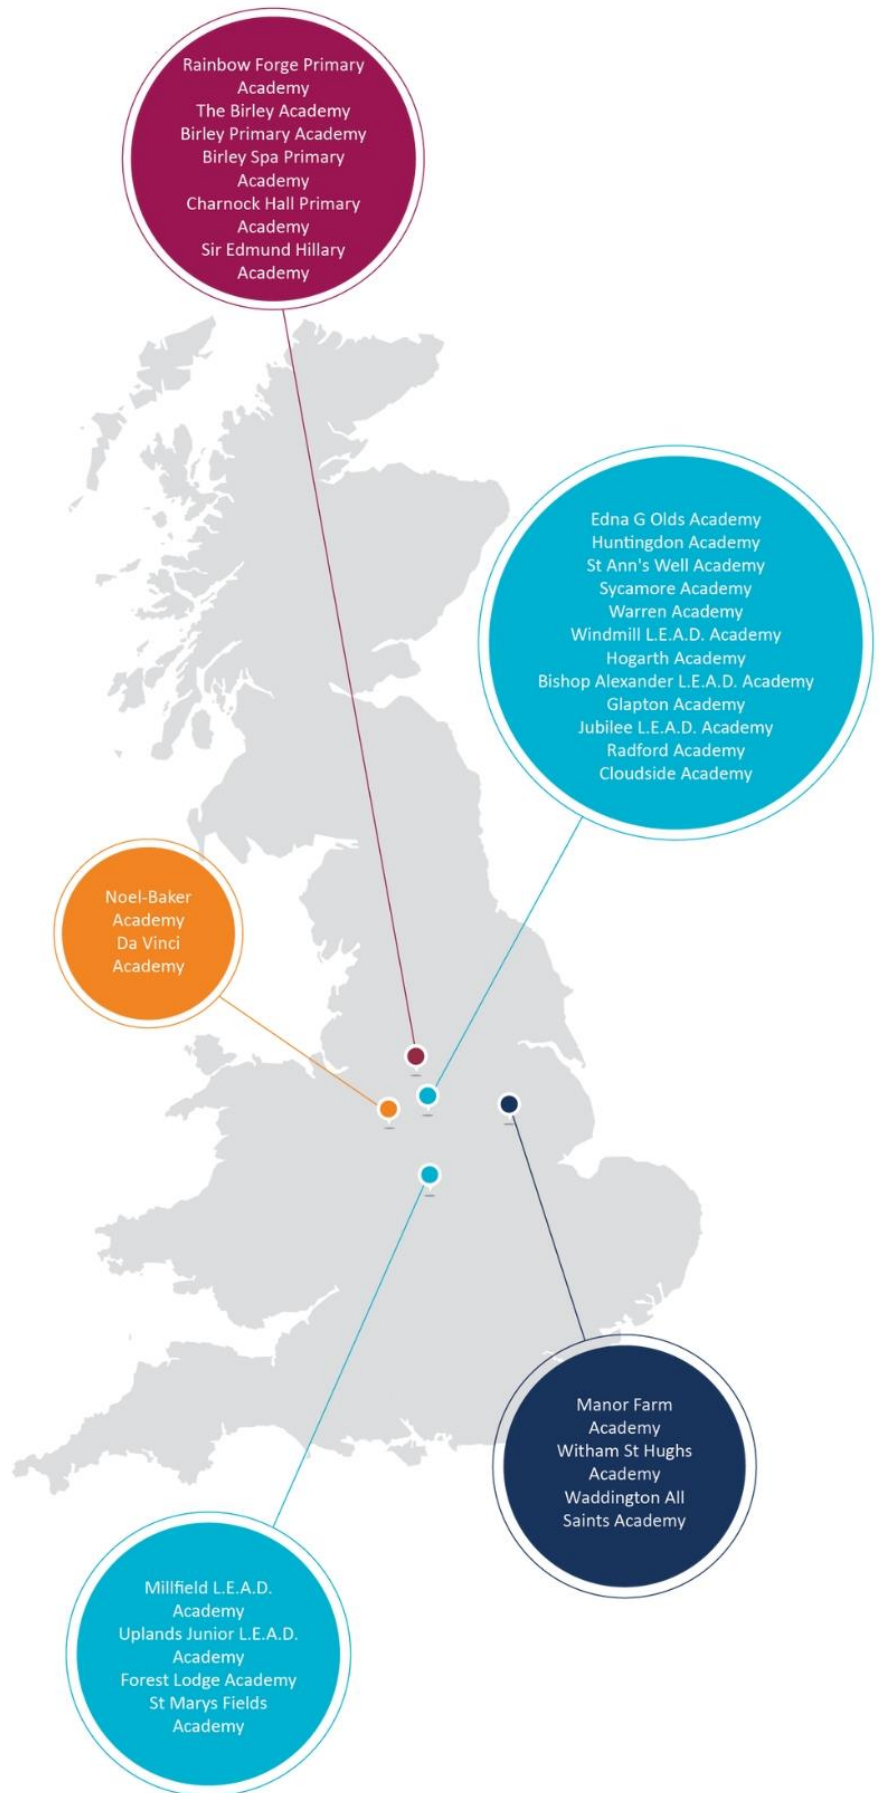 Rainbow Forge Primary
Academy
The Birley Academy
Birley Primary Academy
Birley Spa Primary
Academy
Charnock Hall Primary
Academy
Sir Edmund Hillary
Academy
Edna G Olds Academy
Huntingdon Academy
St Ann's Well Academy
Sycamore Academy
Warren Academy
Windmill L.E.A.D. Academy
Hogarth Academy
Bishop Alexander L.E.A.D. Academy
Glapton Academy
Jubilee L.E.A.D. Academy
Radford Academy
Cloudside Academy
Noel-Baker
Academy
Da Vinci
Academy
Manor Farm
Academy
Witham St Hughs
Academy
Waddington All
Saints Academy
Millfield L.E.A.D.
Academy
Uplands Junior L.E.A.D.
Academy
Forest Lodge Academy
St Marys Fields
Academy